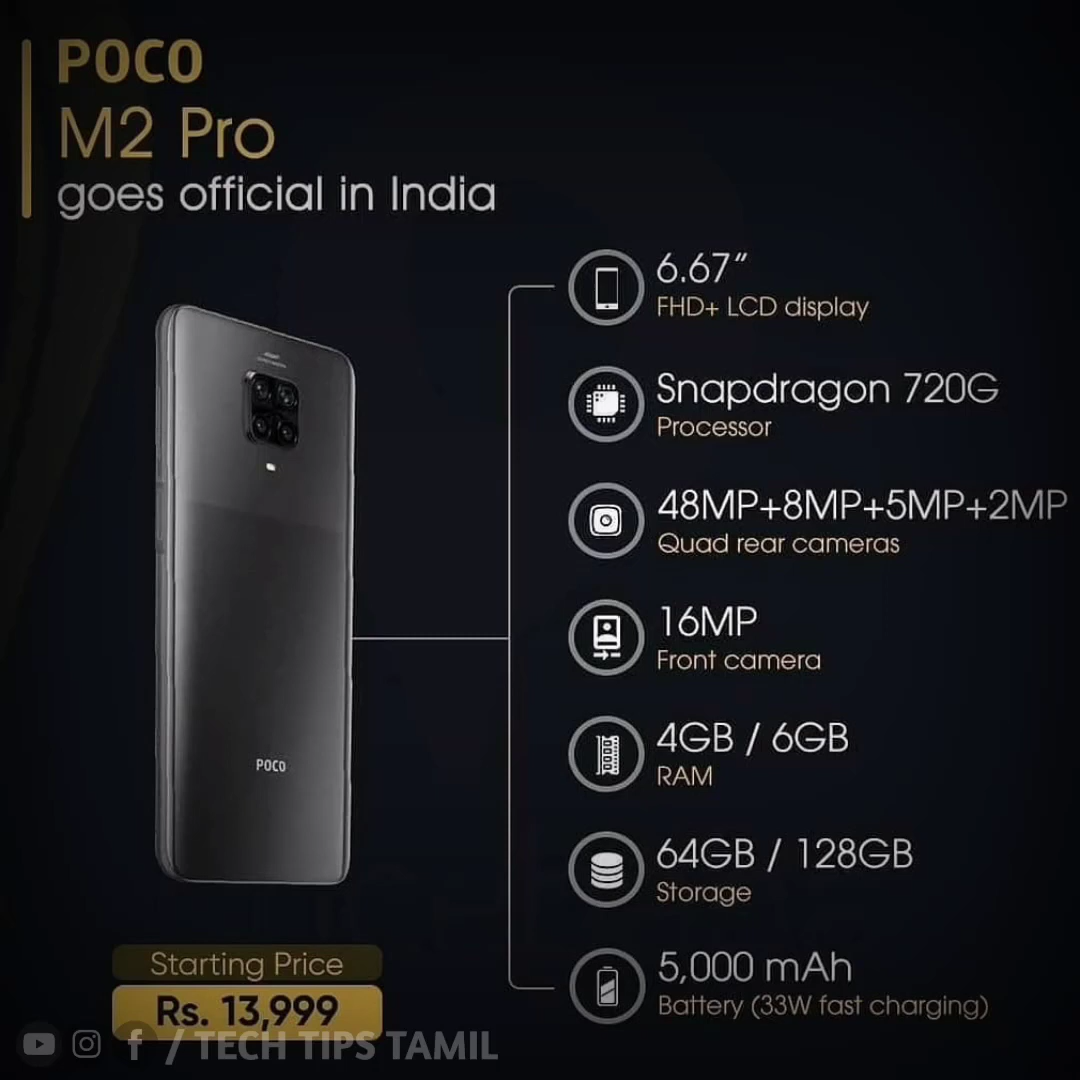 POCO
M2 Pro
goes official in India
6.67"
FHD+ LCD display
Snapdragon 720G
Processor
48MP+8MP+5MP+2MP
Quad rear cameras
16MP
Front camera
4GB / 6GB
RAM
64GB / 128GB
Storage
5,000 mAh
Battery (33W fast charging)
POCO
Starting Price
Rs. 13,999
/ TECH TIPS TAMIL